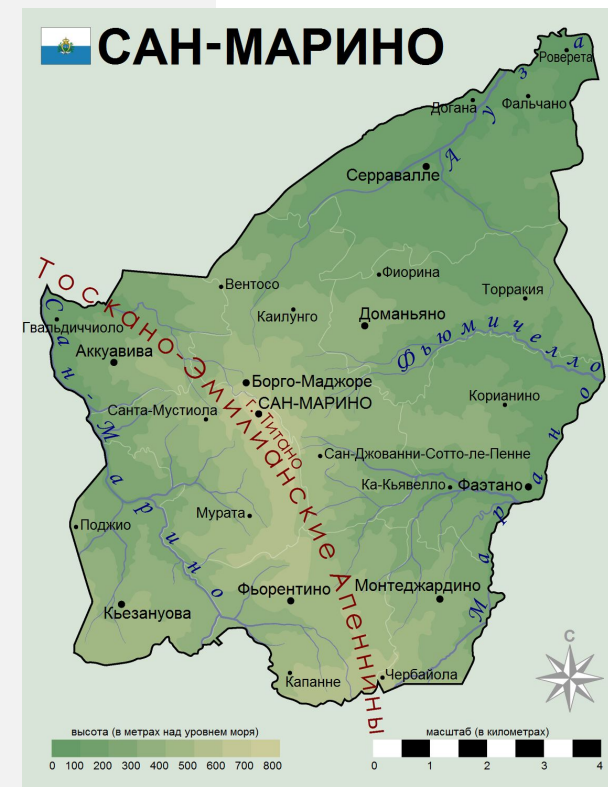 САН-МАРИНО
Роверета
Ауза
Догана
Фальчано
Серравалле
Тоскано-Эмилианские Апеннины
Фиорина
Вентосо
Торракия
Сан-Марино
Каилунго
Гвальдиччиоло
Доманьяно
Фьюмичелло
Аккуавива
Борго-Маджоре
Корианино
САН-МАРИНО
Санта-Мустиола
г. Титано
Марано
Сан-Джованни-Сотто-ле-Пенне
Ка-Кьявелло
Фаэтано
Мурата
Поджио
Фьорентино
Монтеджардино
Кьезануова
С
Капанне
Чербайола
высота (в метрах над уровнем моря)
0 100 200 300 400 500 600 700 800
масштаб (в километрах)
0 1 2 3 4